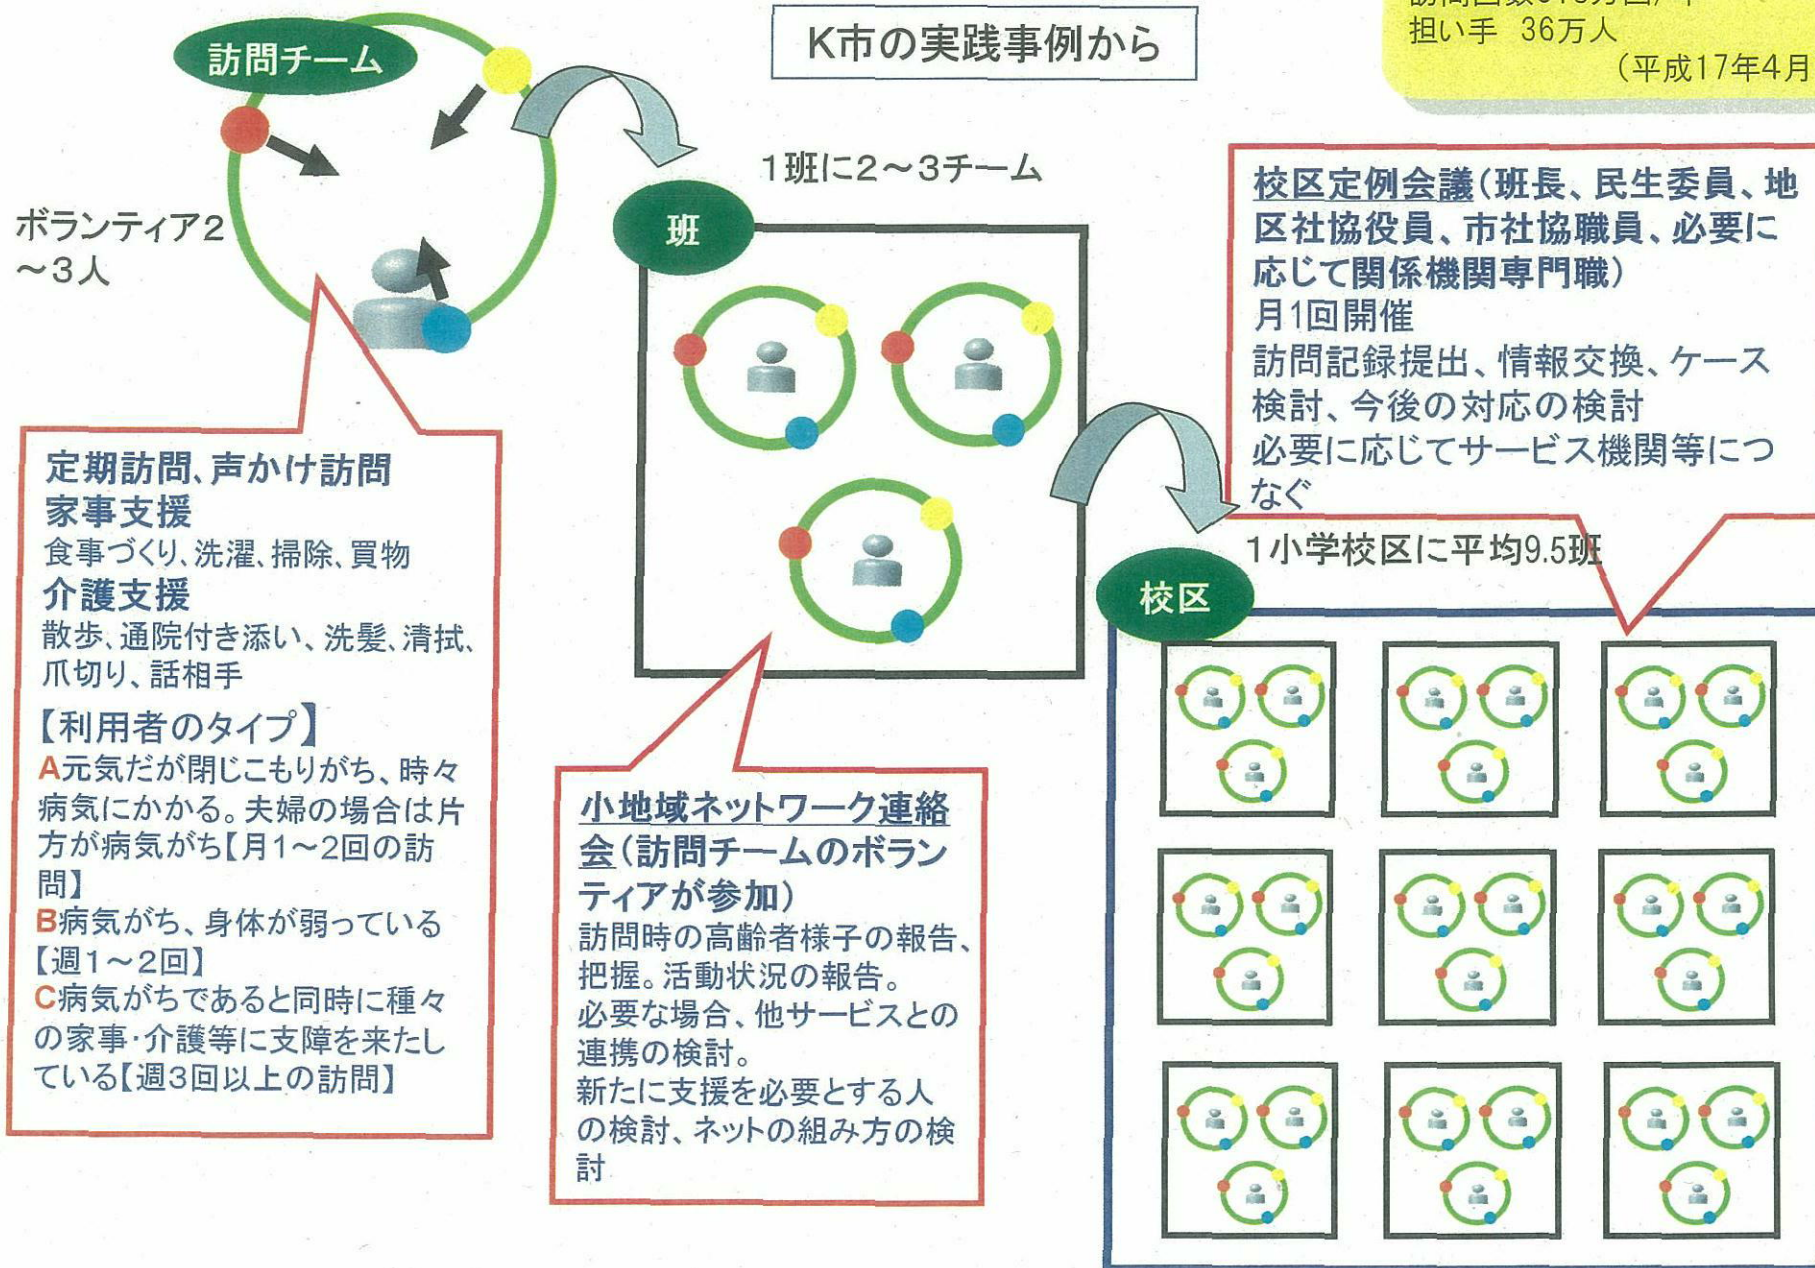 K市の実践事例から
担い手 36万人
(平成17年4月
訪問チーム
ボランティア2
~3人
1班に2~3チーム
班
校区定例会議(班長、民生委員、地
区社協役員、市社協職員、必要に
応じて関係機関専門職)
月1回開催
訪問記録提出、情報交換、ケース
検討、今後の対応の検討
必要に応じてサービス機関等につ
なぐ
1小学校区に平均9.5班
校区
定期訪問、声かけ訪問
家事支援
食事づくり、洗濯、掃除、買物
介護支援
散歩、通院付き添い、洗髪、清拭、
爪切り、話相手
【利用者のタイプ】
A元気だが閉じこもりがち、時々
病気にかかる。夫婦の場合は片
方が病気がち【月1~2回の訪
問】
B病気がち、身体が弱っている
【週1~2回】
C病気がちであると同時に種々
の家事・介護等に支障を来たし
ている【週3回以上の訪問】
小地域ネットワーク連絡
会(訪問チームのボラン
ティアが参加)
訪問時の高齢者様子の報告、
把握。活動状況の報告。
必要な場合、他サービスとの
連携の検討。
新たに支援を必要とする人
の検討、ネットの組み方の検
討